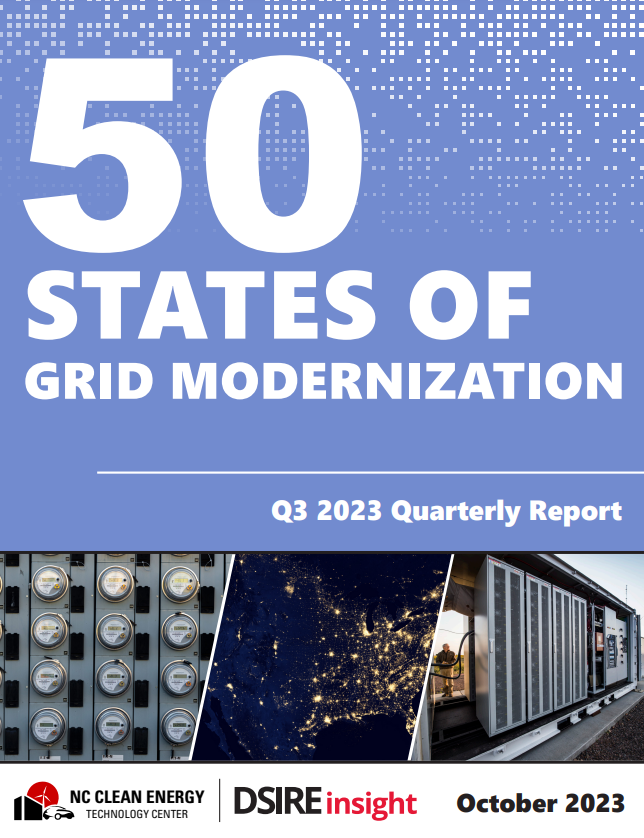 50
STATES OF
GRID MODERNIZATION
Q3 2023 Quarterly Report
NC CLEAN ENERGY
TECHNOLOGY CENTER
DSIRE insight
October 2023